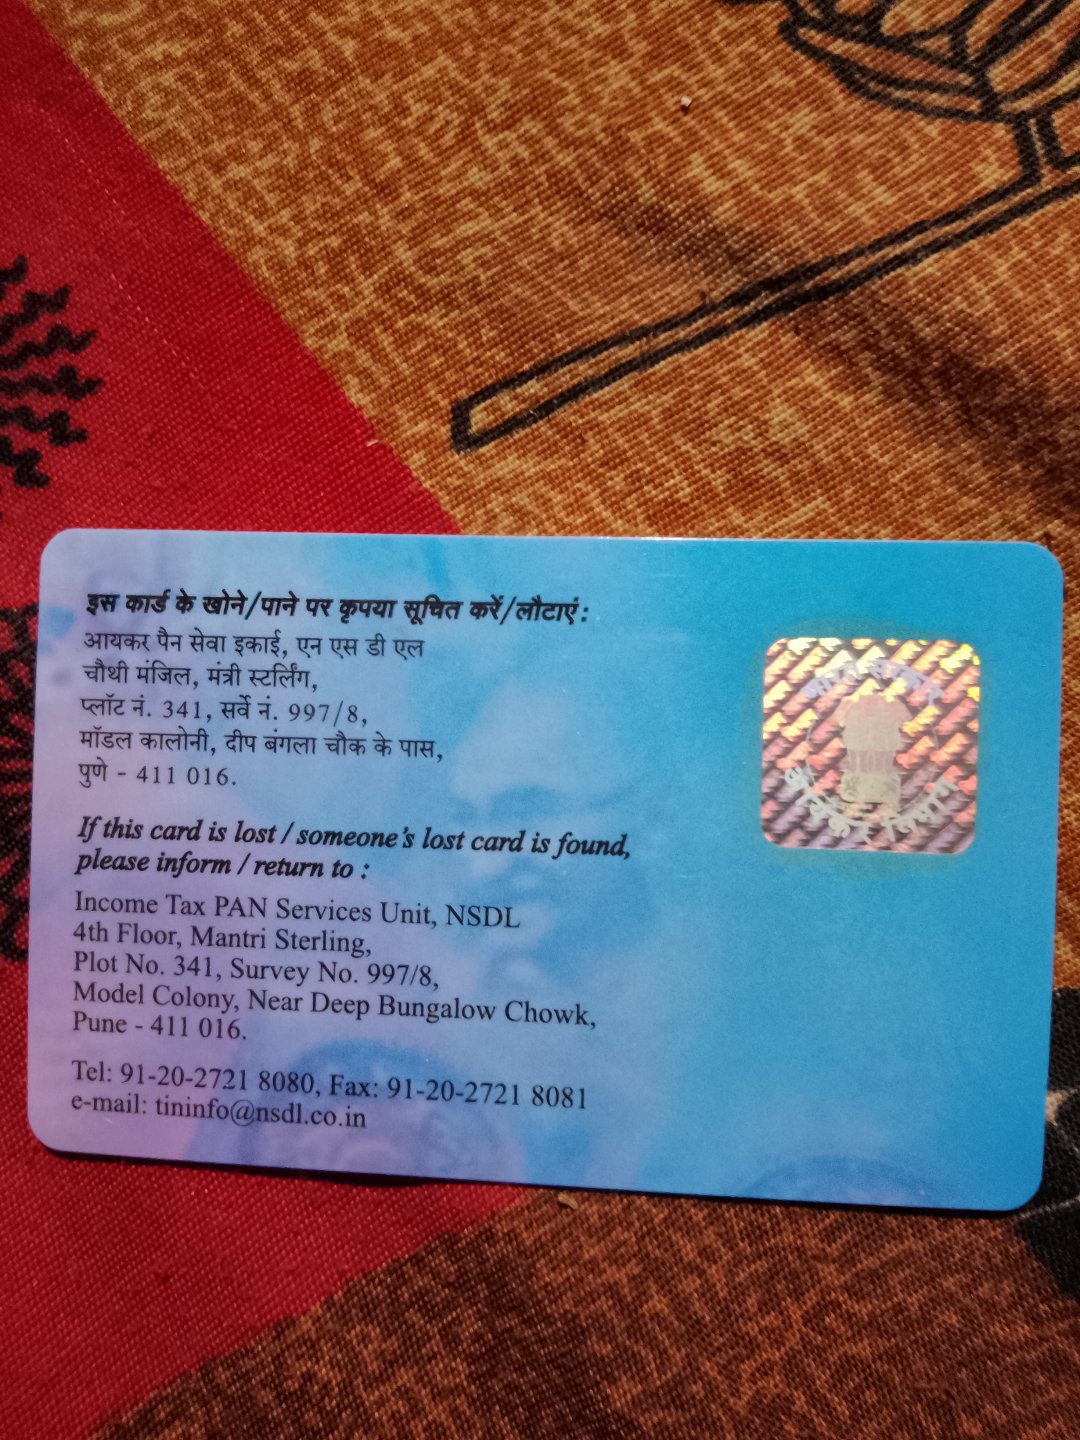 इस कार्ड के खोने/पाने पर कृपया सूचित करें/लौटाएं :
आयकर पैन सेवा इकाई, एन एस डी एल
चौथी मंजिल, मंत्री स्टर्लिंग,
प्लॉट नं. 341, सर्वे नं. 997/8,
मॉडल कालोनी, दीप बंगला चौक के पास,
पुणे - 411 016.
If this card is lost / someone's lost card is found,
please inform / return to :
Income Tax PAN Services Unit, NSDL
4th Floor, Mantri Sterling,
Plot No. 341, Survey No. 997/8,
Model Colony, Near Deep Bungalow Chowk,
Pune - 411 016.
Tel: 91-20-2721 8080, Fax: 91-20-2721 8081
e-mail: tininfo@nsdl.co.in
आयकर विभाग